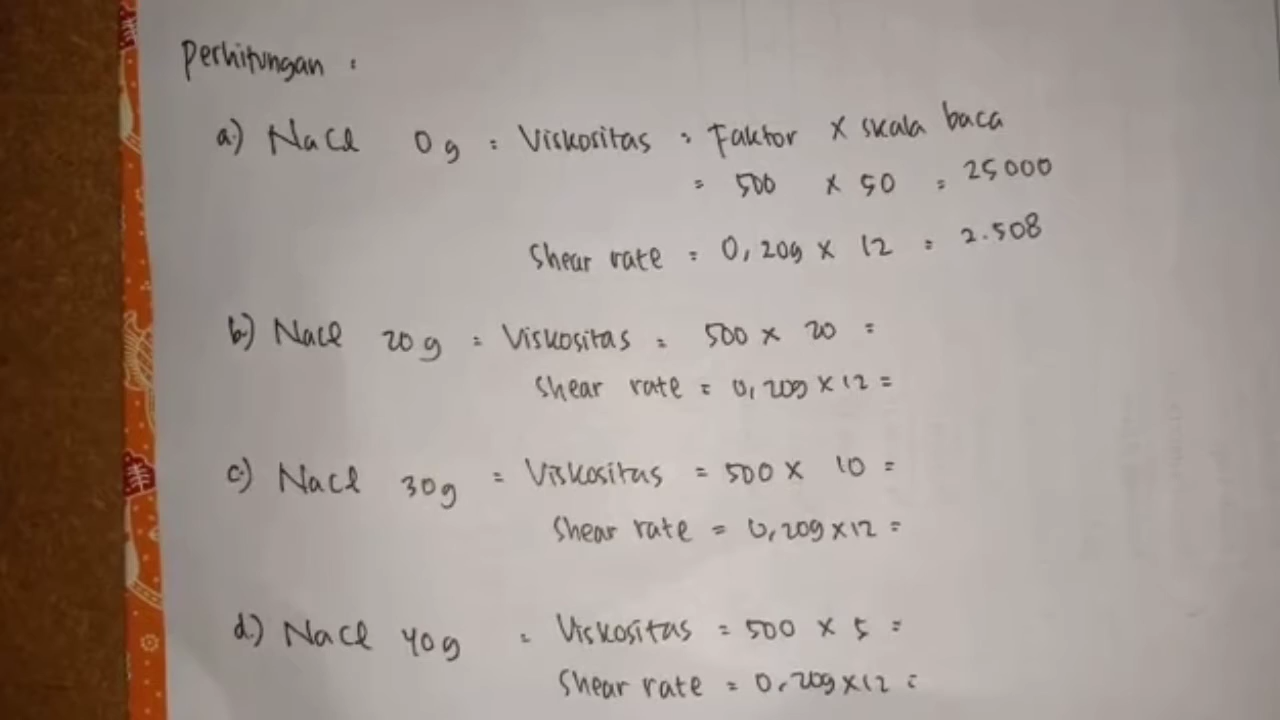 Perhitungan :
a.) NaCl 0g : Viskositas = Faktor x skala baca
= 500 x 50 = 25000
Shear rate = 0,209 x 12 = 2.508
b.) NaCl 20g = Viskositas = 500 x 20 =
Shear rate = 0,209 x 12 =
c.) NaCl 30g = Viskositas = 500 x 10 =
Shear rate = 0,209 x 12 =
d.) NaCl 40g = Viskositas = 500 x 5 =
Shear rate = 0,209 x 12 =